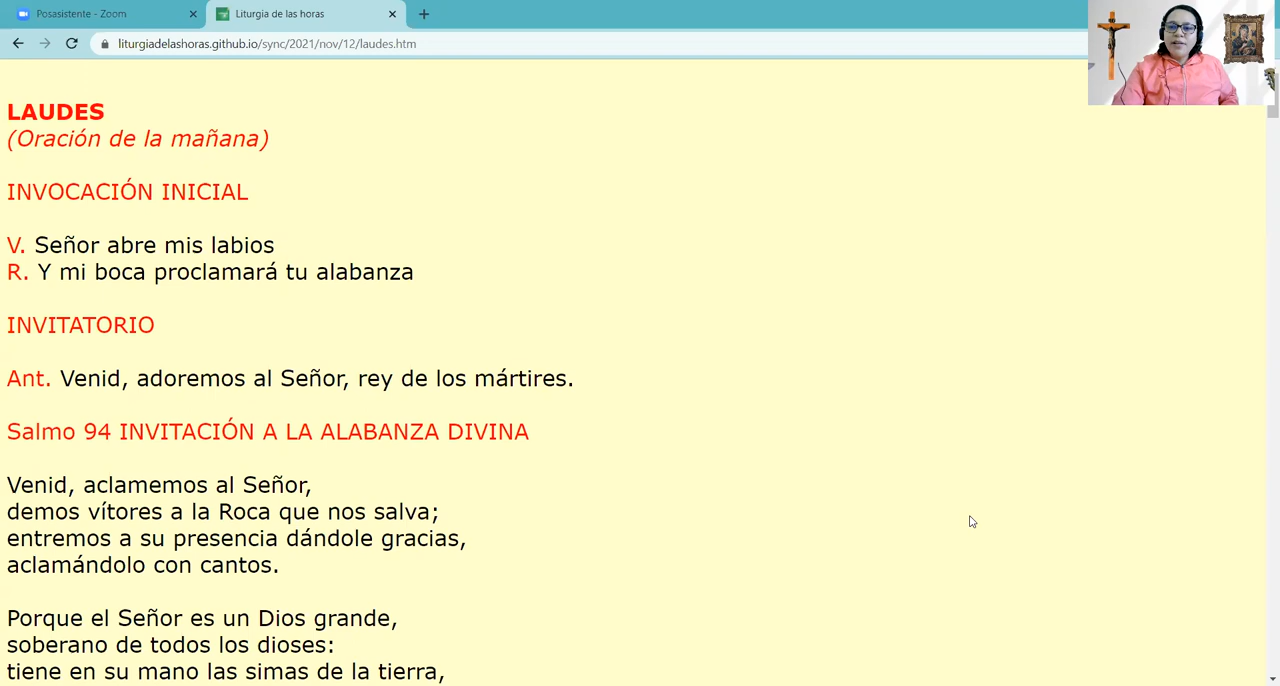 Posasistente - Zoom
Liturgia de las horas
liturgiadelashoras.github.io/sync/2021/nov/12/laudes.htm
LAUDES
(Oración de la mañana)
INVOCACIÓN INICIAL
V. Señor abre mis labios
R. Y mi boca proclamará tu alabanza
INVITATORIO
Ant. Venid, adoremos al Señor, rey de los mártires.
Salmo 94 INVITACIÓN A LA ALABANZA DIVINA
Venid, aclamemos al Señor,
demos vítores a la Roca que nos salva;
entremos a su presencia dándole gracias,
aclamándolo con cantos.
Porque el Señor es un Dios grande,
soberano de todos los dioses:
tiene en su mano las simas de la tierra,